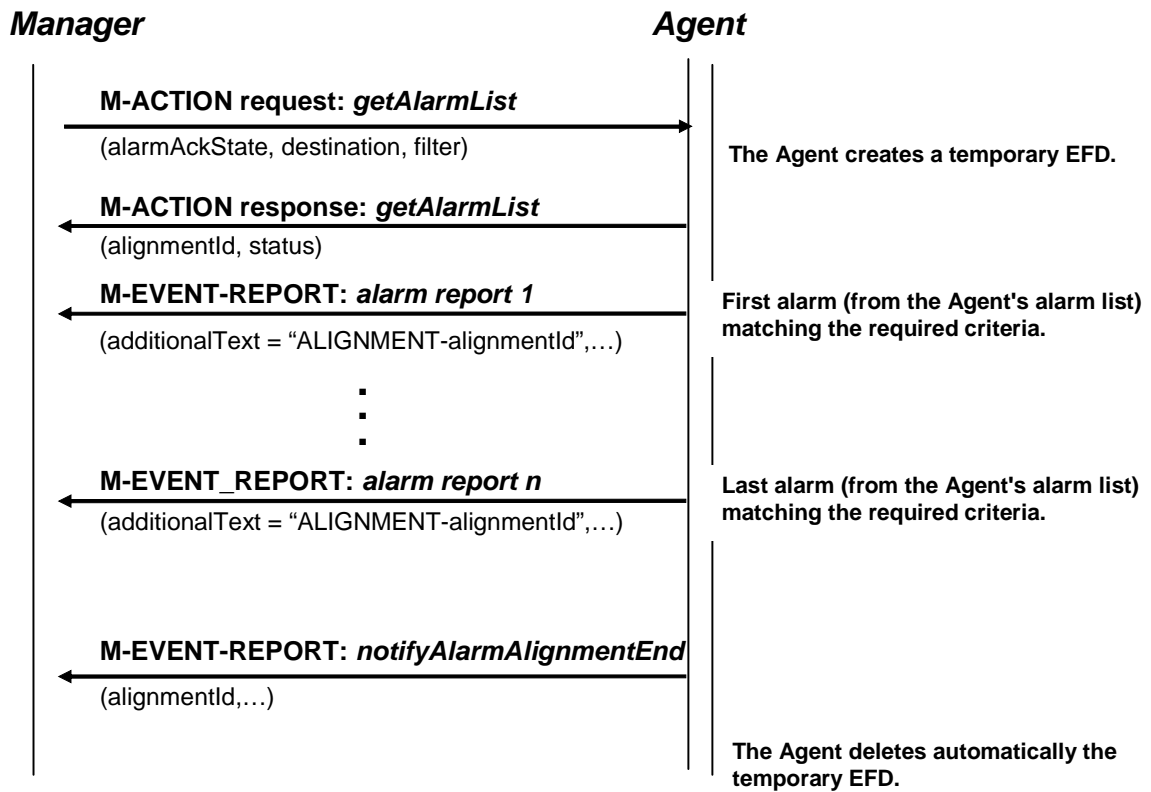 Manager
Agent
M-ACTION request: getAlarmList
(alarmAckState, destination, filter)
The Agent creates a temporary EFD.
M-ACTION response: getAlarmList
(alignmentId, status)
M-EVENT-REPORT: alarm report 1
(additionalText = “ALIGNMENT-alignmentId”,…)
First alarm (from the Agent's alarm list)
matching the required criteria.
M-EVENT_REPORT: alarm report n
(additionalText = “ALIGNMENT-alignmentId”,…)
Last alarm (from the Agent's alarm list)
matching the required criteria.
M-EVENT-REPORT: notifyAlarmAlignmentEnd
(alignmentId,…)
The Agent deletes automatically the
temporary EFD.